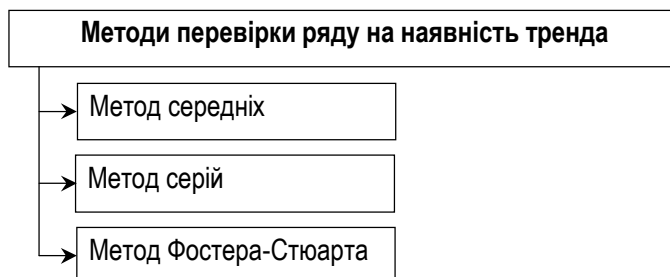 Методи перевірки ряду на наявність тренда
Метод середніх
Метод серій
Метод Фостера-Стюарта